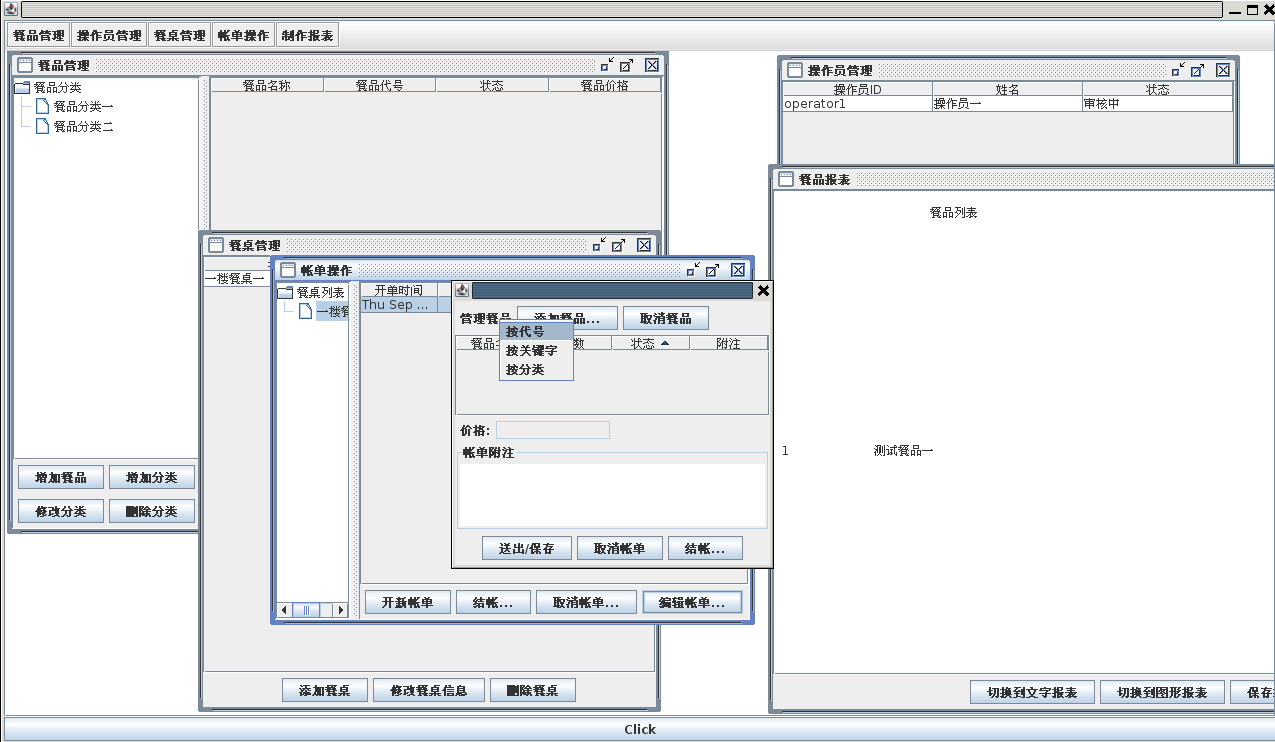 餐品管理 操作员管理 餐桌管理 帐单操作 制作报表
餐品管理
餐品分类
餐品分类一
餐品分类二
餐品名称 餐品代号 状态 餐品价格
增加餐品 增加分类
修改分类 删除分类
操作员管理
操作员ID 姓名 状态
operator1 操作员一 审核中
餐品报表
餐品列表
1 测试餐品一
切换到文字报表 切换到图形报表 保存
餐桌管理
一楼餐桌一
添加餐桌 修改餐桌信息 删除餐桌
帐单操作
餐桌列表
一楼
开单时间
Thu Sep ...
开新帐单 结帐... 取消帐单... 编辑帐单...
管理餐品 添加餐品... 取消餐品
餐品 数 状态 附注
按代号
按关键字
按分类
价格:
帐单附注
送出/保存 取消帐单 结帐...
Click